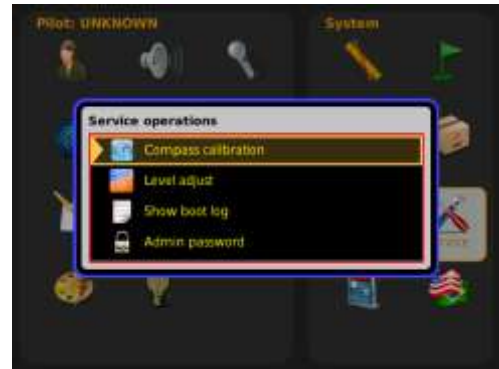 Pilot: UNKNOWN
System
Service operations
Compass calibration
Level adjust
Show boot log
Admin password